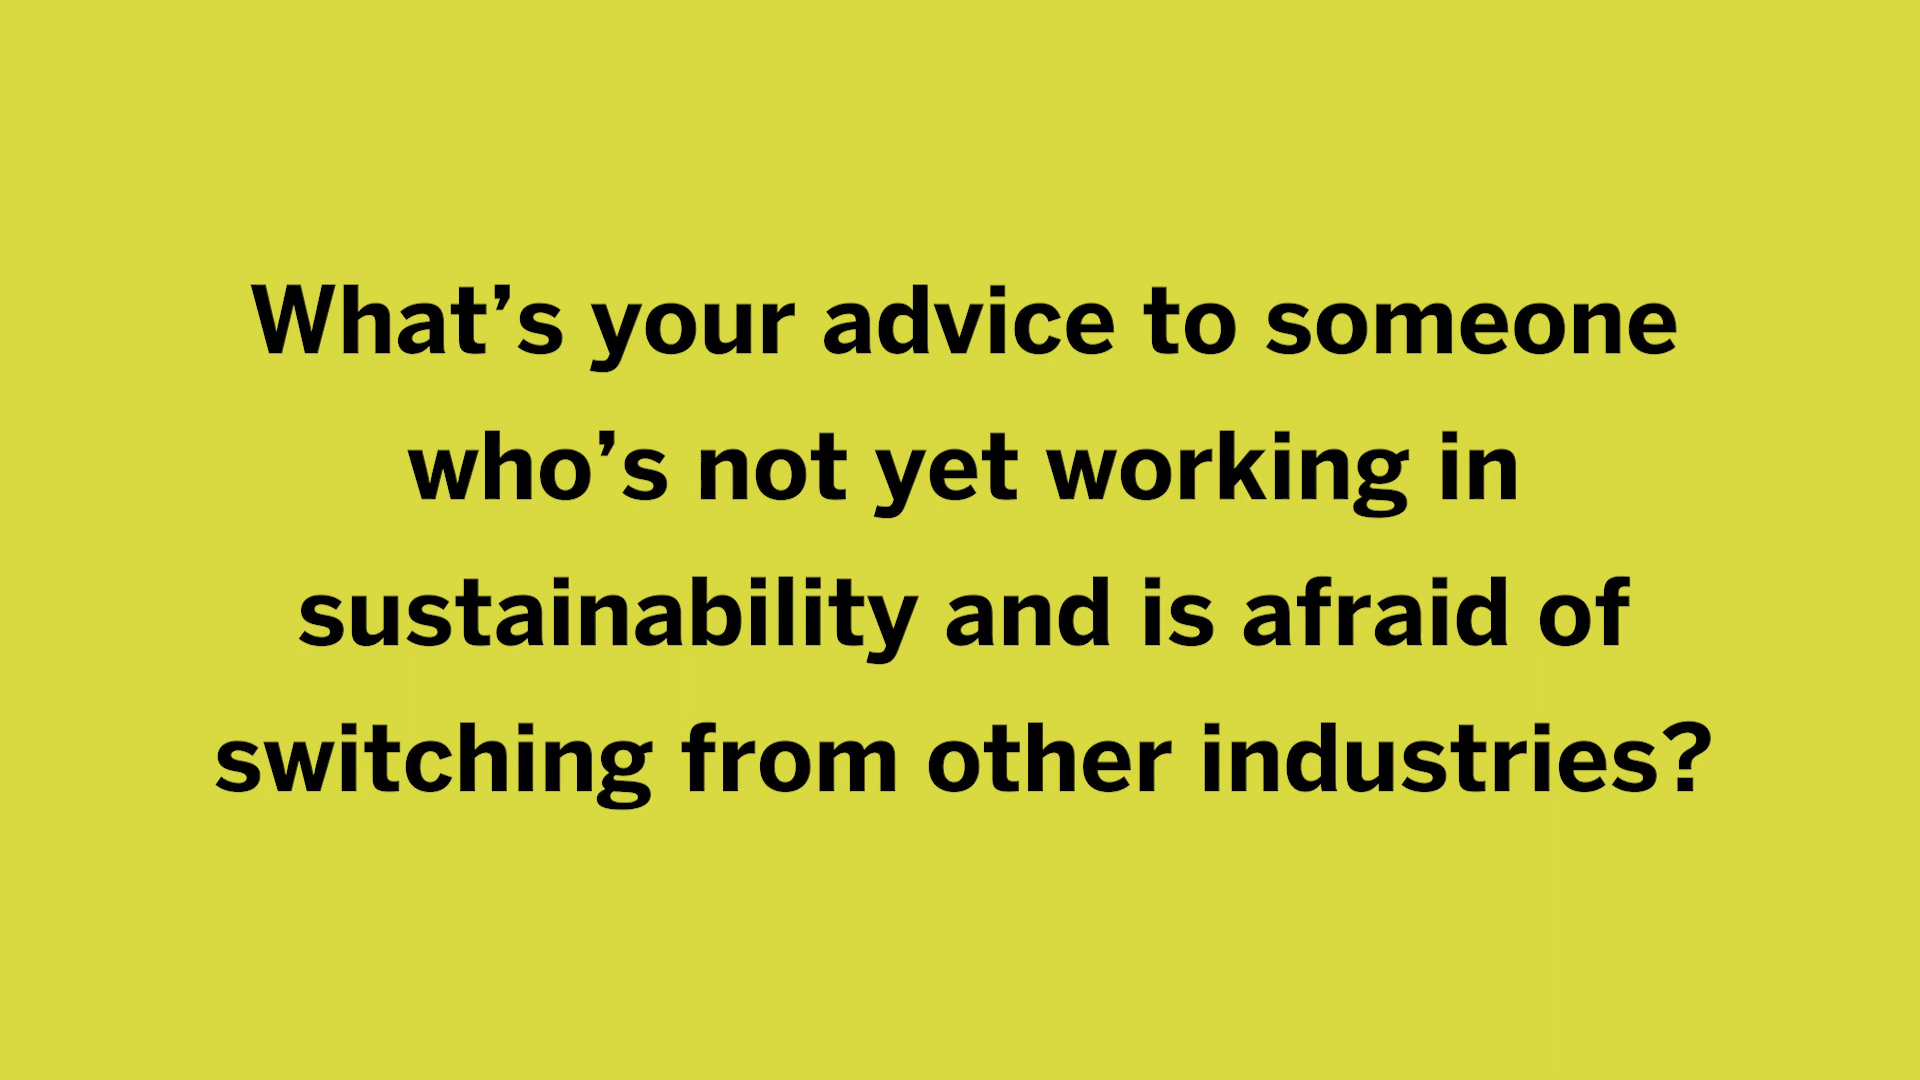 What’s your advice to someone
who’s not yet working in
sustainability and is afraid of
switching from other industries?